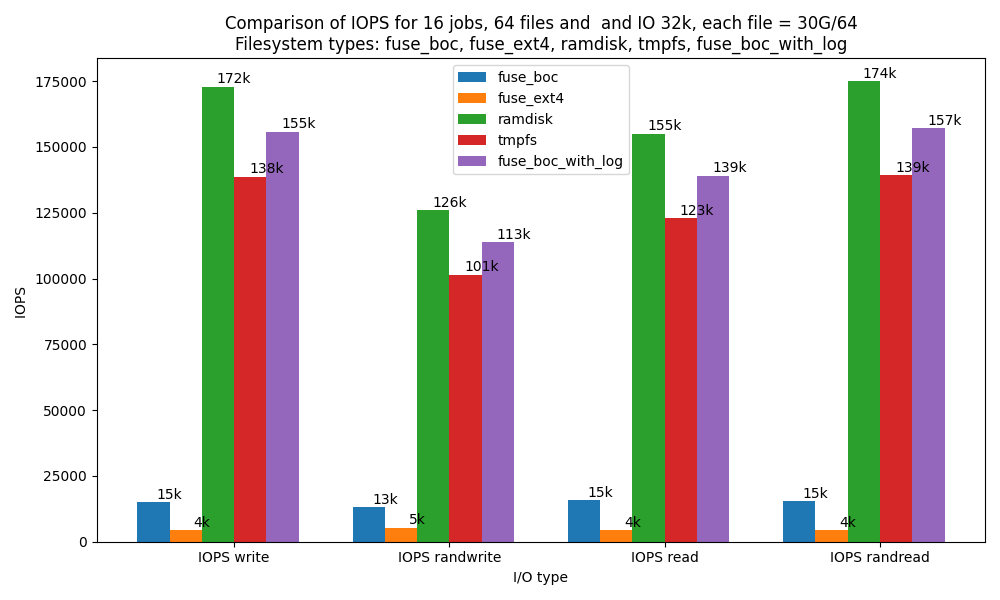 Comparison of IOPS for 16 jobs, 64 files and  and IO 32k, each file = 30G/64
Filesystem types: fuse_boc, fuse_ext4, ramdisk, tmpfs, fuse_boc_with_log
IOPS
175000
150000
125000
100000
75000
50000
25000
0
fuse_boc
fuse_ext4
ramdisk
tmpfs
fuse_boc_with_log
15k
4k
172k
138k
155k
13k
5k
126k
101k
113k
15k
4k
155k
123k
139k
15k
4k
174k
139k
157k
IOPS write
IOPS randwrite
IOPS read
IOPS randread
I/O type